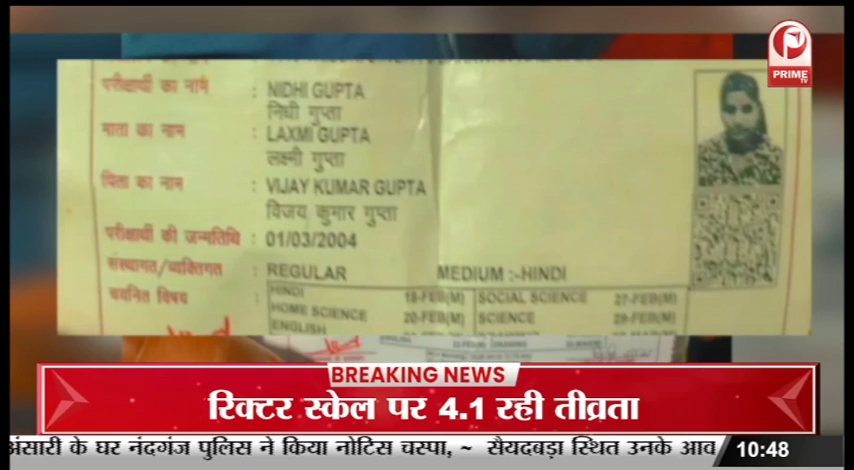 PRIME
TV
परीक्षार्थी का नाम : NIDHI GUPTA
निधी गुप्ता
माता का नाम : LAXMI GUPTA
लक्ष्मी गुप्ता
पिता का नाम : VIJAY KUMAR GUPTA
विजय कुमार गुप्ता
परीक्षार्थी की जन्मतिथि : 01/03/2004
संस्थागत/व्यक्तिगत : REGULAR MEDIUM :-HINDI
चयनित विषय : HINDI 18-FEB(M) SOCIAL SCIENCE 27-FEB(M)
HOME SCIENCE 20-FEB(M) SCIENCE 29-FEB(M)
ENGLISH
BREAKING NEWS
रिक्टर स्केल पर 4.1 रही तीव्रता
अंसारी के घर नंदगंज पुलिस ने किया नोटिस चस्पा, ~ सैयदबड़ा स्थित उनके आव 10:48